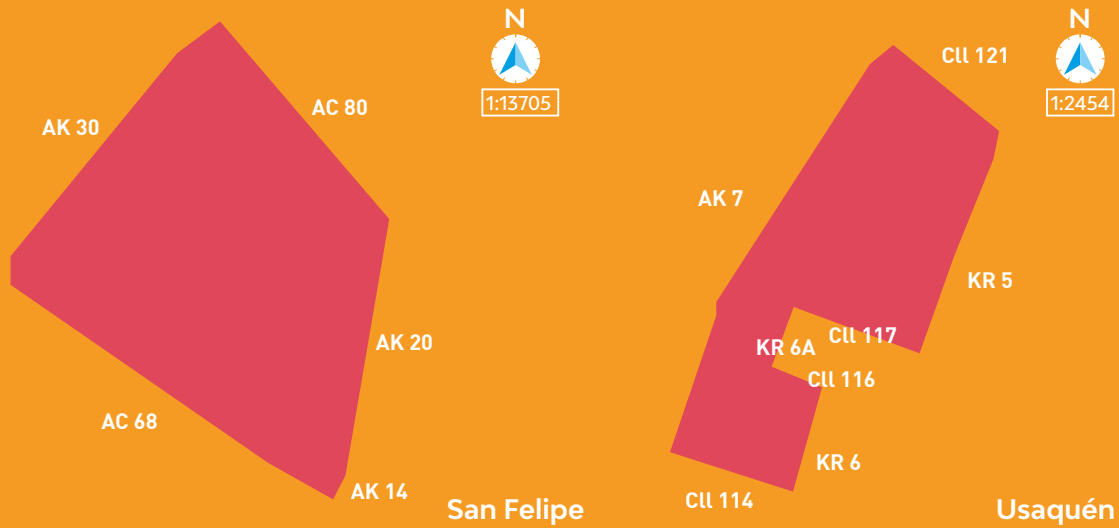 N
1:13705
AC 80
AK 30
AK 20
AC 68
AK 14
San Felipe
N
1:2454
Cll 121
AK 7
KR 5
Cll 117
KR 6A
Cll 116
KR 6
Cll 114
Usaquén